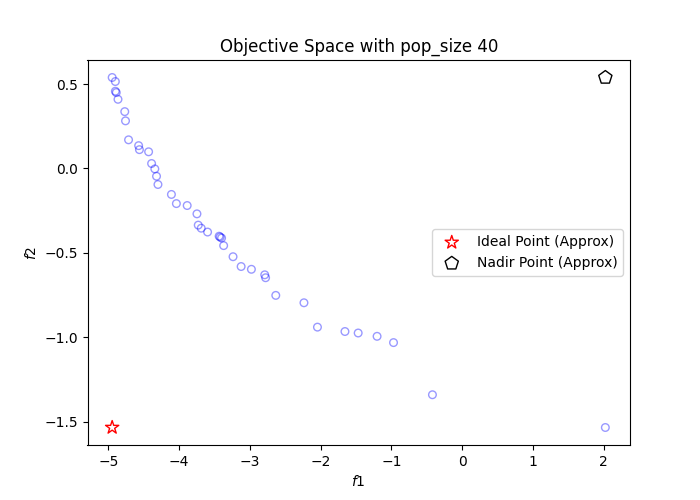 Objective Space with pop_size 40
0.5
0.0
−0.5
−1.0
−1.5
f2
Ideal Point (Approx)
Nadir Point (Approx)
−5
−4
−3
−2
−1
0
1
2
f1